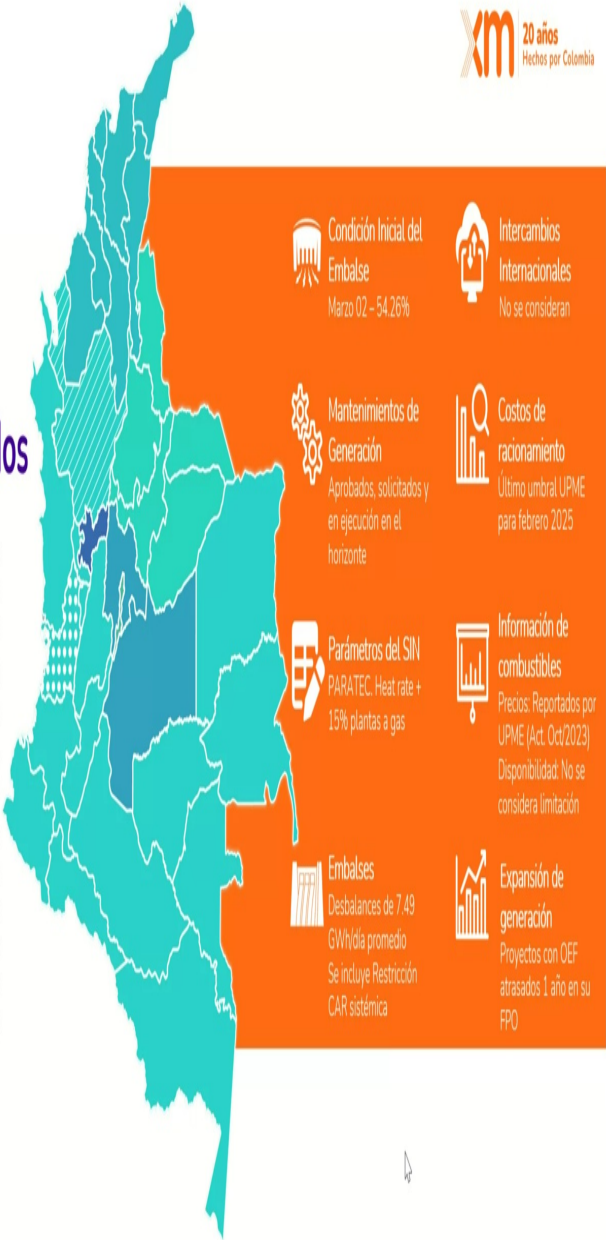 xm
20 años
Hechos por Colombia
los
Condición Inicial del
Embalse
Marzo 02 – 54.26%
Intercambios
Internacionales
No se consideran
Mantenimientos de
Generación
Aprobados, solicitados y
en ejecución en el
horizonte
Costos de
racionamiento
Último umbral UPME
para febrero 2025
Parámetros del SIN
PARATEC. Heat rate +
15% plantas a gas
Información de
combustibles
Precios: Reportados por
UPME (Act. Oct/2023)
Disponibilidad: No se
considera limitación
Embalses
Desbalances de 7.49
GWh/día promedio
Se incluye Restricción
CAR sistémica
Expansión de
generación
Proyectos con OEF
atrasados 1 año en su
FPO